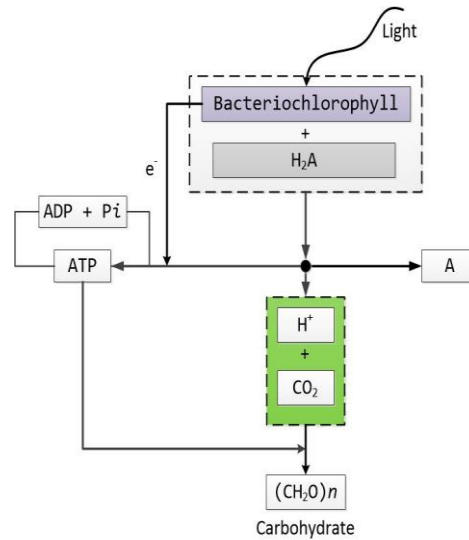 Light
Bacteriochlorophyll
+
H₂A
e⁻
ADP + Pi
ATP
A
H⁺
+
CO₂
(CH₂O)n
Carbohydrate